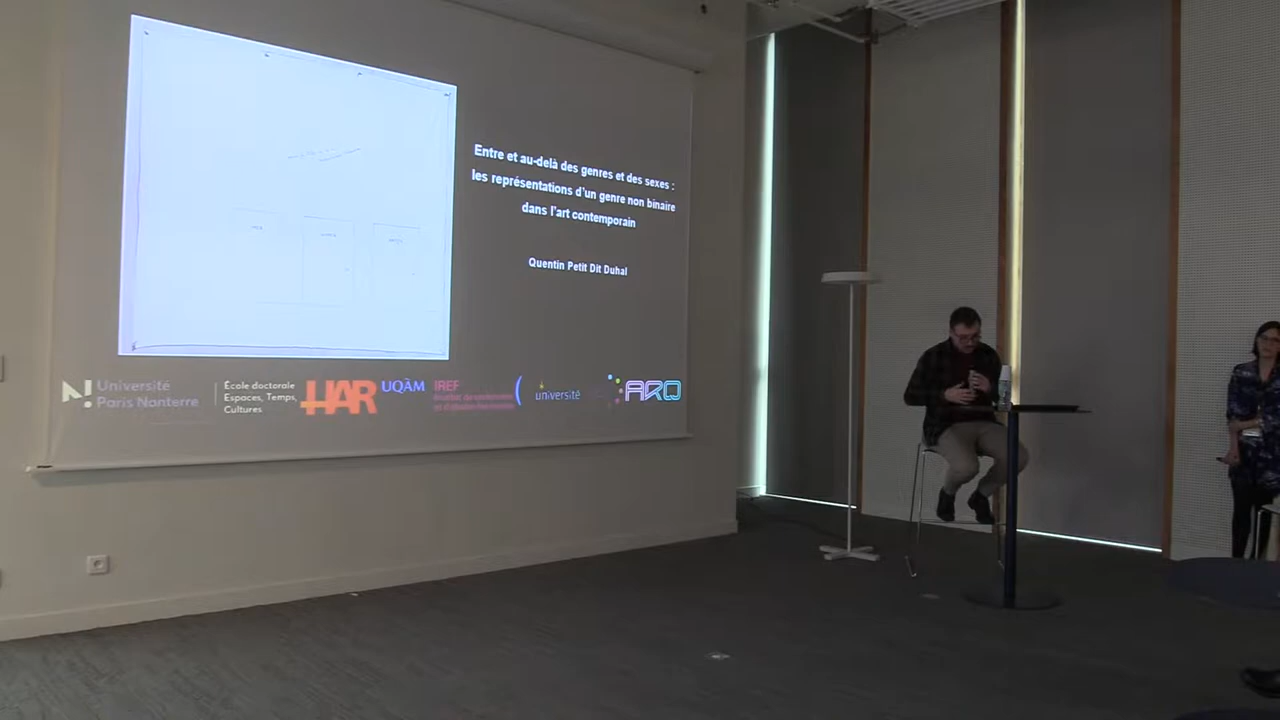 Entre et au-delà des genres et des sexes :
les représentations d'un genre non binaire
dans l'art contemporain
Quentin Petit Dit Duhal
Université
Paris Nanterre
École doctorale
Espaces, Temps,
Cultures
HAR
UQÀM
IREF
université
ARQ